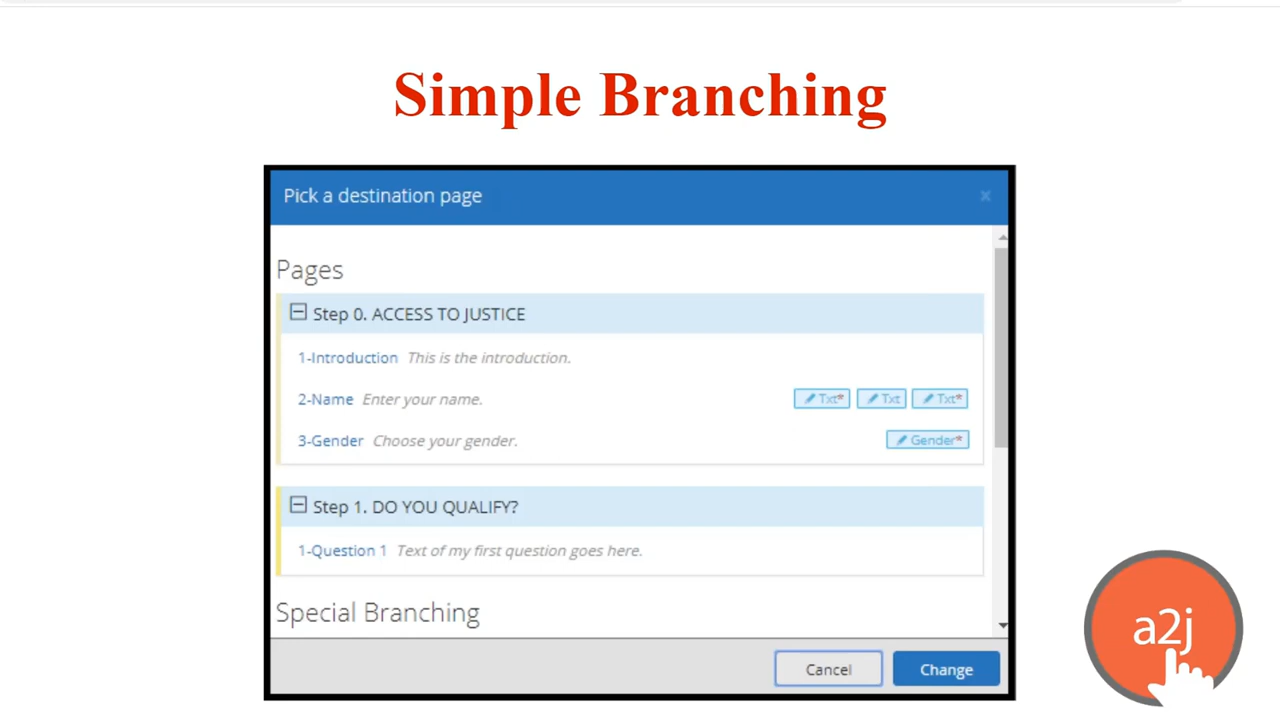 Simple Branching
Pick a destination page ×
Pages
Step 0. ACCESS TO JUSTICE
1-Introduction This is the introduction.
2-Name Enter your name. Txt* Txt Txt*
3-Gender Choose your gender. Gender*
Step 1. DO YOU QUALIFY?
1-Question 1 Text of my first question goes here.
Special Branching
Cancel Change
a2j